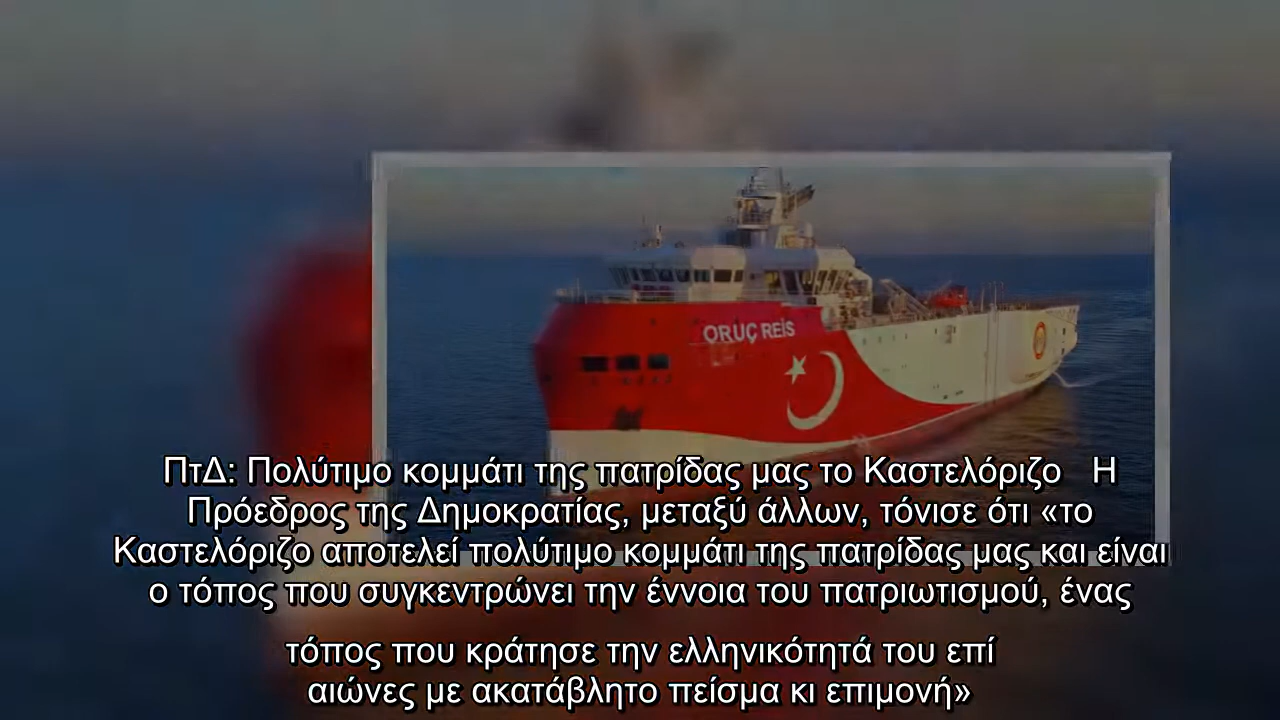 ORUÇ REİS
ΠτΔ: Πολύτιμο κομμάτι της πατρίδας μας το Καστελόριζο   Η
Πρόεδρος της Δημοκρατίας, μεταξύ άλλων, τόνισε ότι «το
Καστελόριζο αποτελεί πολύτιμο κομμάτι της πατρίδας μας και είναι
ο τόπος που συγκεντρώνει την έννοια του πατριωτισμού, ένας
τόπος που κράτησε την ελληνικότητά του επί
αιώνες με ακατάβλητο πείσμα κι επιμονή»